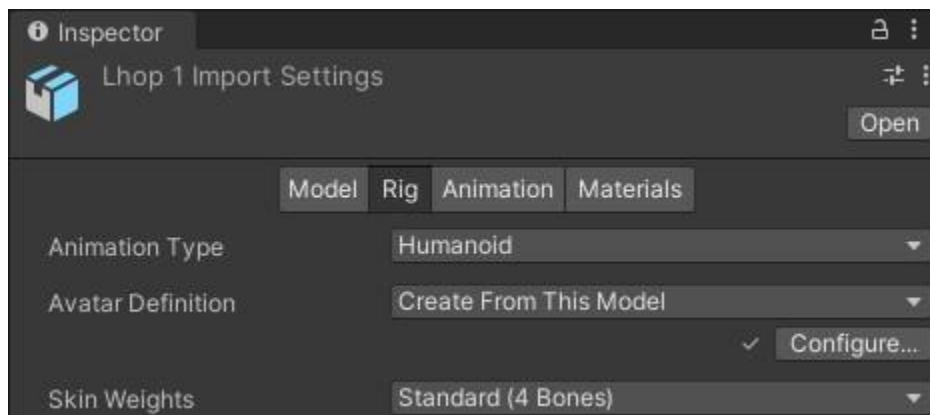 Inspector
Lhop 1 Import Settings
Open
Model Rig Animation Materials
Animation Type Humanoid
Avatar Definition Create From This Model
Configure...
Skin Weights Standard (4 Bones)